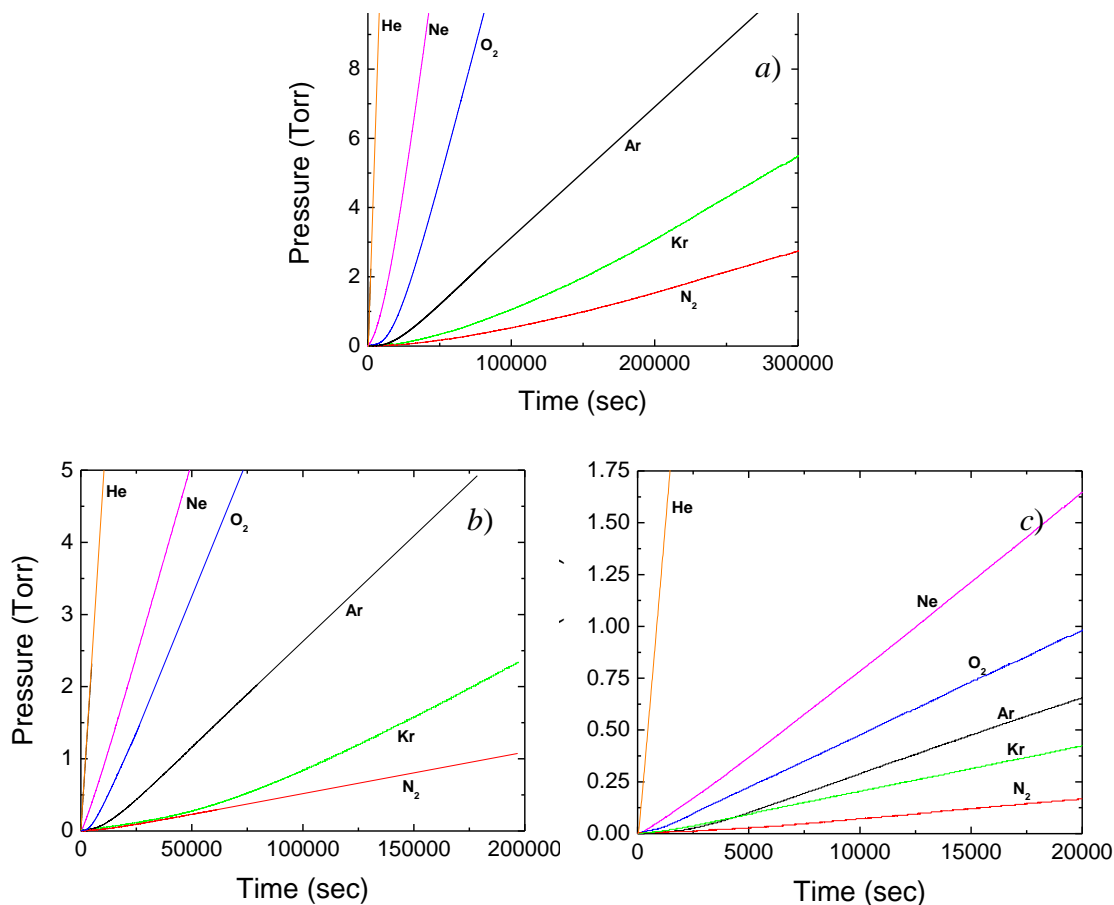 He
Ne
O₂
a)
8
6
Ar
4
Kr
2
N₂
0
0 100000 200000 300000
Pressure (Torr)
Time (sec)
5
He
Ne
O₂
b)
4
3
Ar
2
Kr
1
N₂
0
0 50000 100000 150000 200000
Pressure (Torr)
Time (sec)
1.75
He
c)
1.50
1.25
Ne
1.00
0.75
O₂
Ar
0.50
Kr
0.25
N₂
0.00
0 5000 10000 15000 20000
Time (sec)